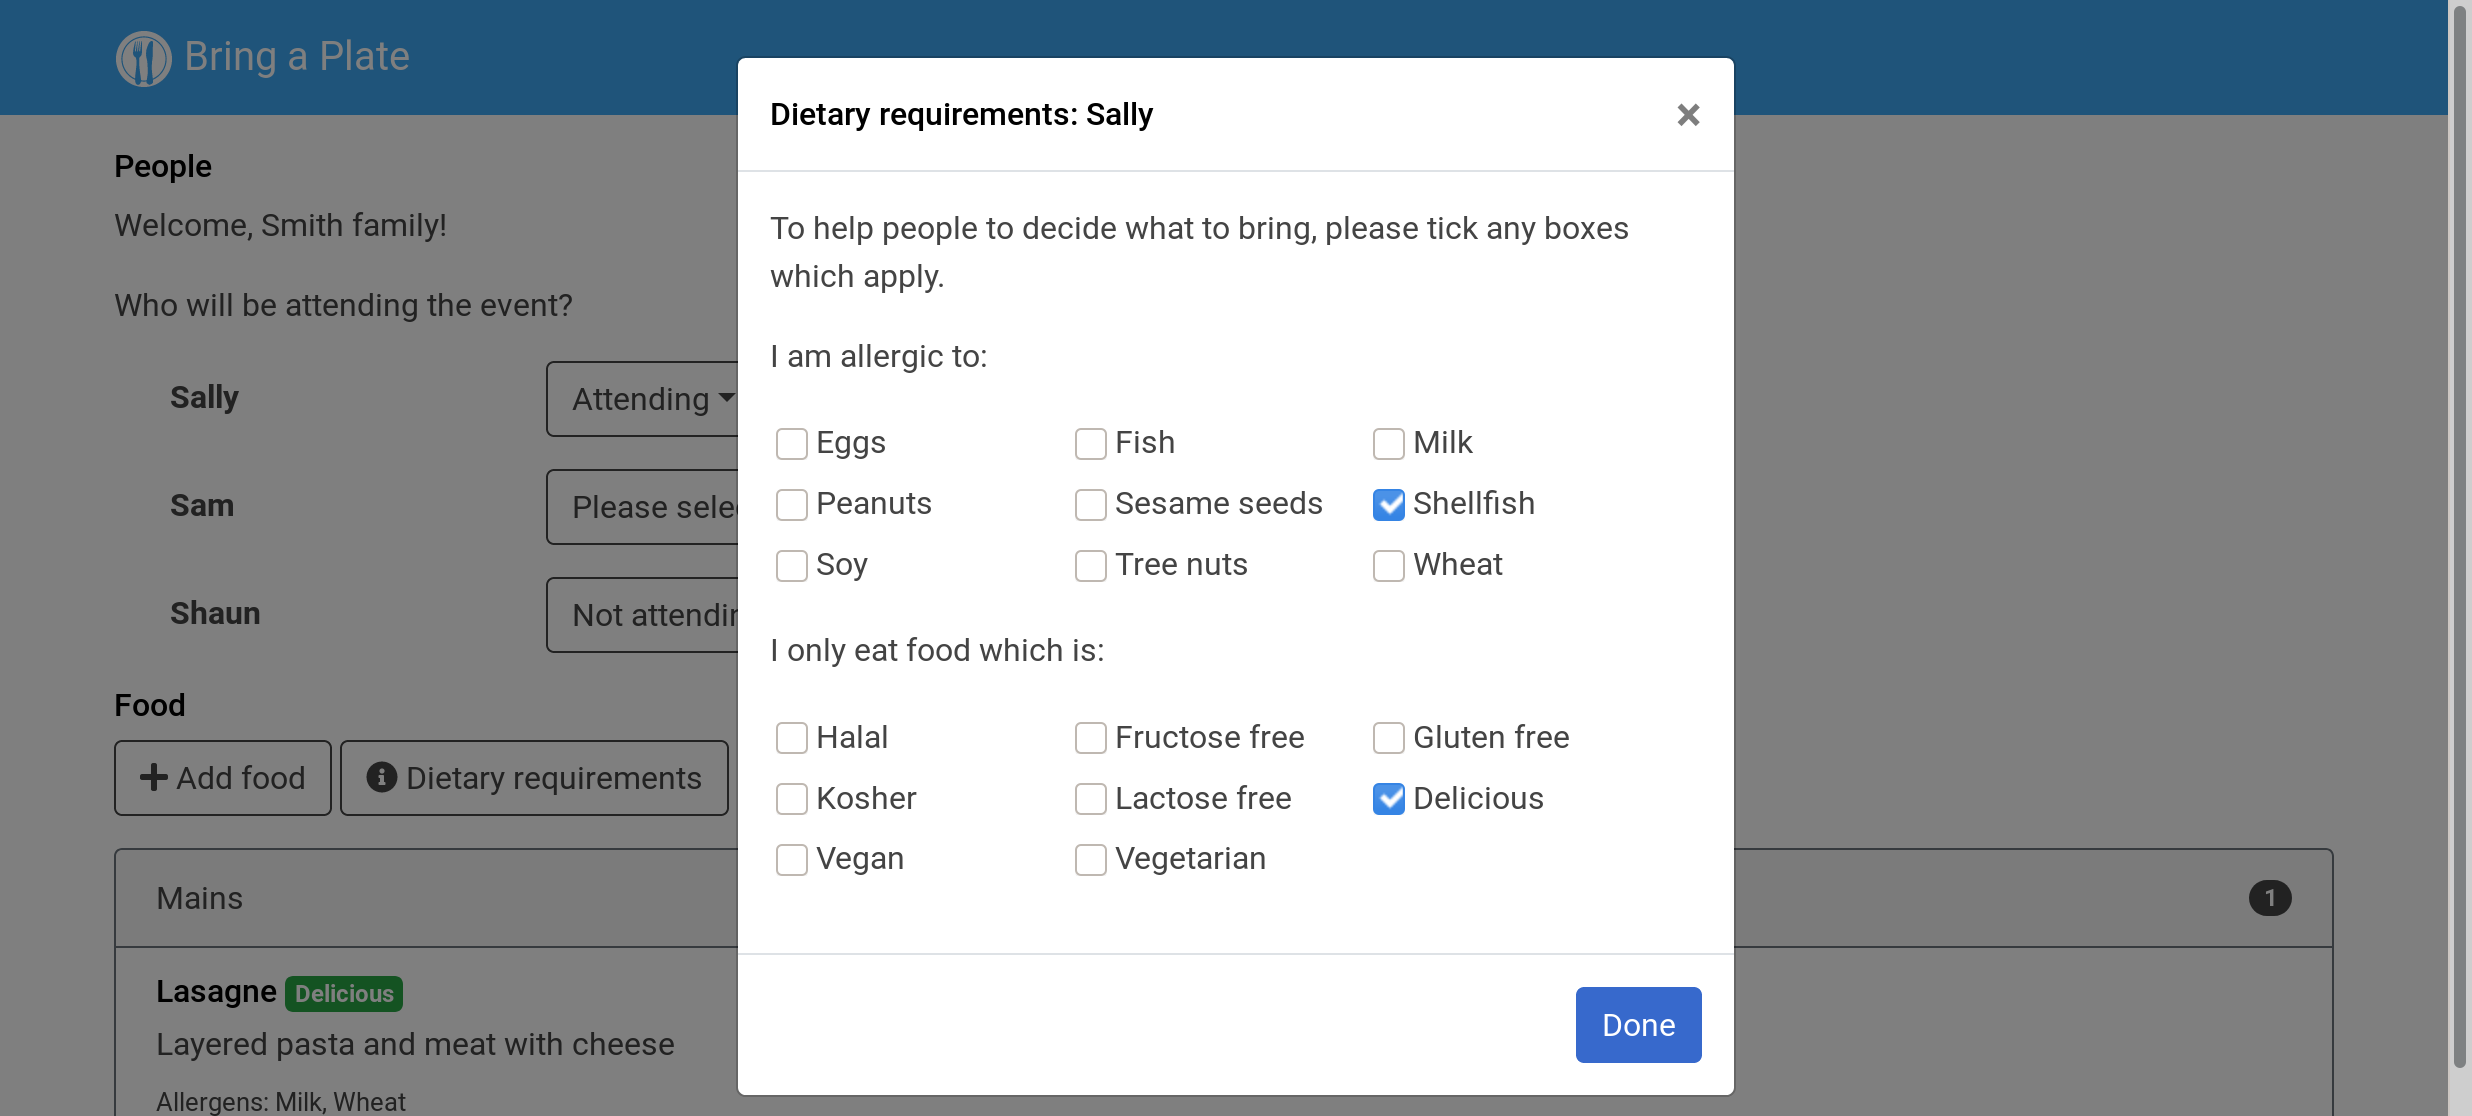 Bring a Plate
People
Welcome, Smith family!
Who will be attending the event?
Sally
Attending
Sam
Please
Shaun
Not
Food
Add food
Dietary requirements
Mains
1
Lasagne Delicious
Layered pasta and meat with cheese
Allergens: Milk, Wheat
Dietary requirements: Sally
To help people to decide what to bring, please tick any boxes
which apply.
I am allergic to:
Eggs Fish Milk
Peanuts Sesame seeds Shellfish
Soy Tree nuts Wheat
I only eat food which is:
Halal Fructose free Gluten free
Kosher Lactose free Delicious
Vegan Vegetarian
Done